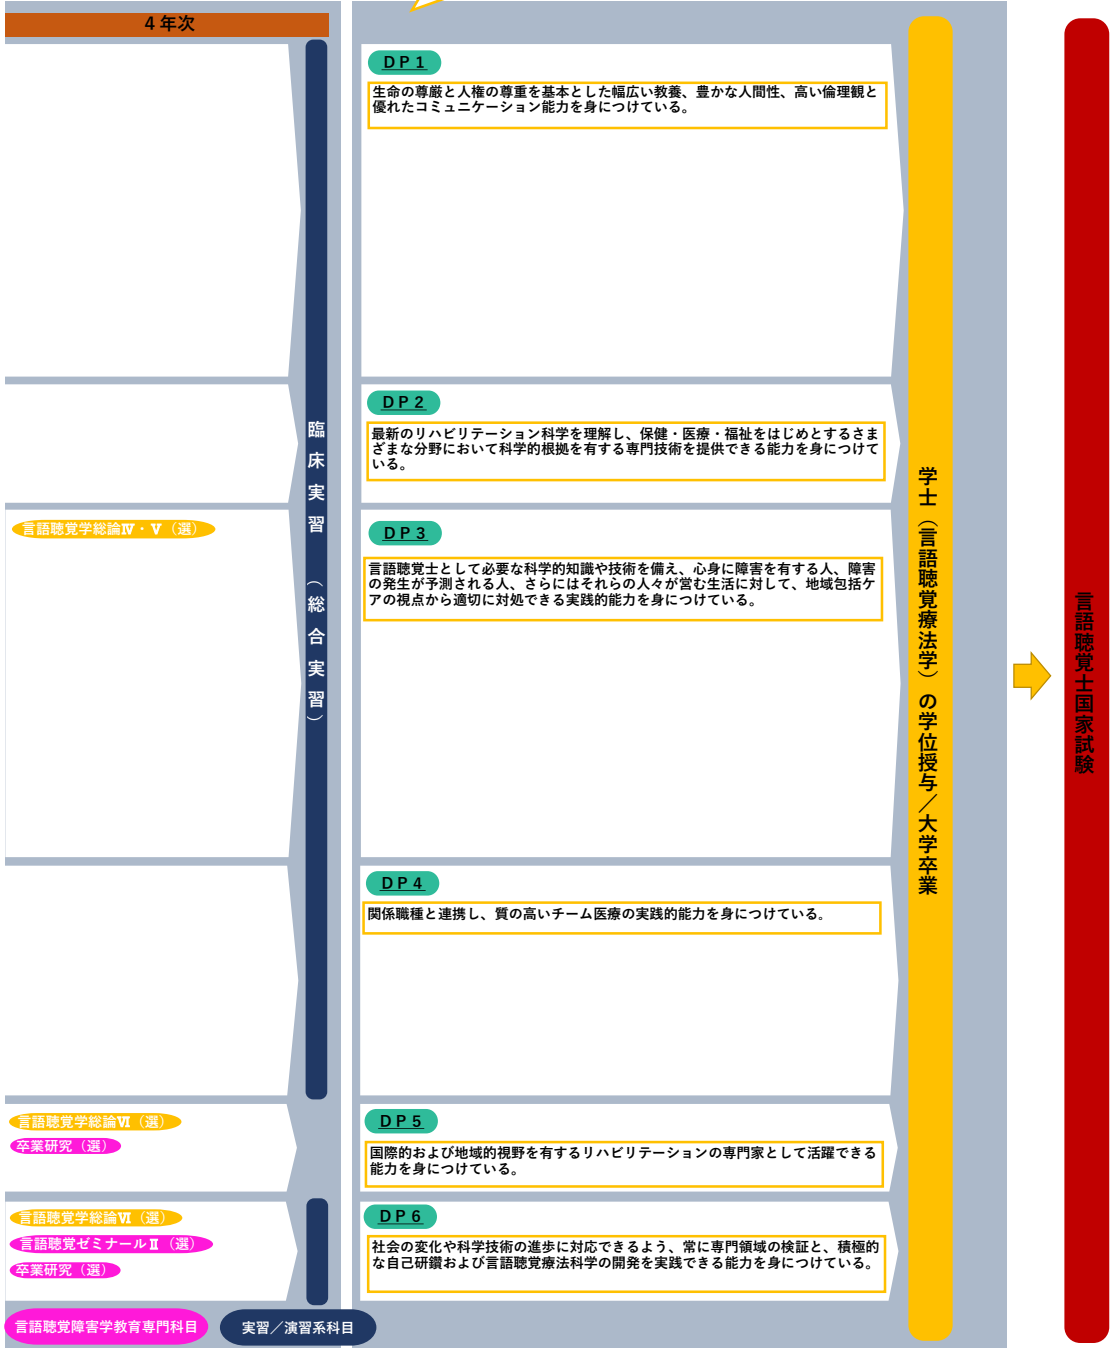 4年次
臨床実習（総合実習）
言語聴覚学総論Ⅳ・Ⅴ（選）
言語聴覚学総論Ⅵ（選）
卒業研究（選）
言語聴覚学総論Ⅵ（選）
言語聴覚ゼミナールⅡ（選）
卒業研究（選）
言語聴覚障害学教育専門科目
実習／演習系科目
DP1
生命の尊厳と人権の尊重を基本とした幅広い教養、豊かな人間性、高い倫理観と
優れたコミュニケーション能力を身につけている。
DP2
最新のリハビリテーション科学を理解し、保健・医療・福祉をはじめとするさま
ざまな分野において科学的根拠を有する専門技術を提供できる能力を身につけて
いる。
DP3
言語聴覚士として必要な科学的知識や技術を備え、心身に障害を有する人、障害
の発生が予測される人、さらにはそれらの人々が営む生活に対して、地域包括ケ
アの視点から適切に対処できる実践的能力を身につけている。
DP4
関係職種と連携し、質の高いチーム医療の実践的能力を身につけている。
DP5
国際的および地域的視野を有するリハビリテーションの専門家として活躍できる
能力を身につけている。
DP6
社会の変化や科学技術の進歩に対応できるよう、常に専門領域の検証と、積極的
な自己研鑽および言語聴覚療法科学の開発を実践できる能力を身につけている。
学士（言語聴覚療法学）の学位授与／大学卒業
言語聴覚士国家試験